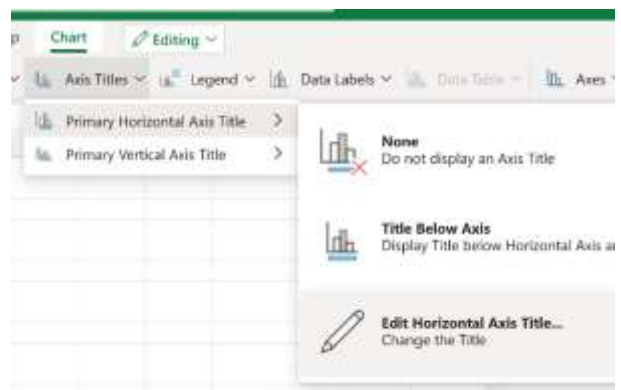 Chart Editing
Axis Titles Legend Data Labels Data Table Axes
Primary Horizontal Axis Title
Primary Vertical Axis Title
None
Do not display an Axis Title
Title Below Axis
Display Title below Horizontal Axis
Edit Horizontal Axis Title...
Change the Title